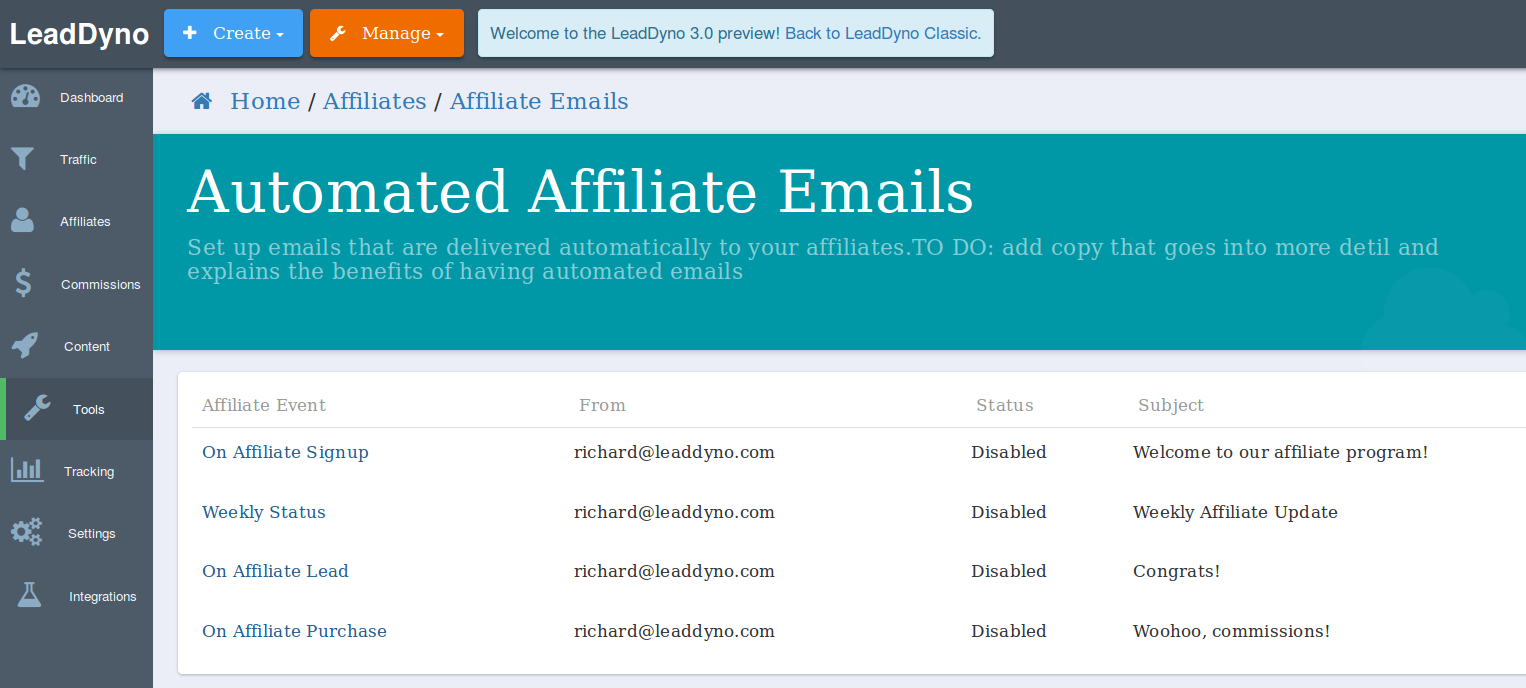 LeadDyno
Create
Manage
Welcome to the LeadDyno 3.0 preview! Back to LeadDyno Classic.
Dashboard
Traffic
Affiliates
Commissions
Content
Tools
Tracking
Settings
Integrations
Home / Affiliates / Affiliate Emails
Automated Affiliate Emails
Set up emails that are delivered automatically to your affiliates.TO DO: add copy that goes into more detil and
explains the benefits of having automated emails
Affiliate Event From Status Subject
On Affiliate Signup richard@leaddyno.com Disabled Welcome to our affiliate program!
Weekly Status richard@leaddyno.com Disabled Weekly Affiliate Update
On Affiliate Lead richard@leaddyno.com Disabled Congrats!
On Affiliate Purchase richard@leaddyno.com Disabled Woohoo, commissions!